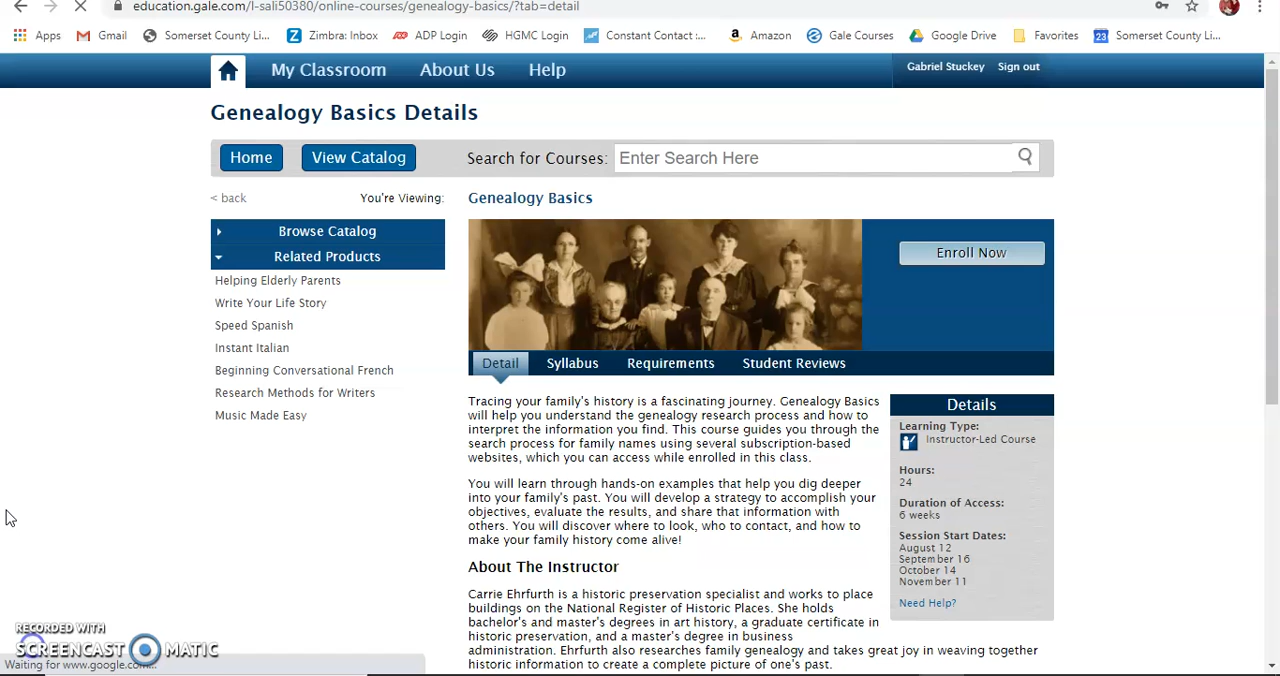 education.gale.com/l-sali50380/online-courses/genealogy-basics/?tab=detail
Apps Gmail Somerset County Li... Zimbra: Inbox ADP Login HGMC Login Constant Contact :... Amazon Gale Courses Google Drive Favorites 23 Somerset County Li...
My Classroom About Us Help Gabriel Stuckey Sign out
Genealogy Basics Details
Home View Catalog Search for Courses: Enter Search Here
< back You're Viewing: Genealogy Basics
Browse Catalog
Related Products
Helping Elderly Parents
Write Your Life Story
Speed Spanish
Instant Italian
Beginning Conversational French
Research Methods for Writers
Music Made Easy
Enroll Now
Detail Syllabus Requirements Student Reviews
Tracing your family's history is a fascinating journey. Genealogy Basics
will help you understand the genealogy research process and how to
interpret the information you find. This course guides you through the
search process for family names using several subscription-based
websites, which you can access while enrolled in this class.
You will learn through hands-on examples that help you dig deeper
into your family's past. You will develop a strategy to accomplish your
objectives, evaluate the results, and share that information with
others. You will discover where to look, who to contact, and how to
make your family history come alive!
About The Instructor
Carrie Ehrfurth is a historic preservation specialist and works to place
buildings on the National Register of Historic Places. She holds
bachelor's and master's degrees in art history, a graduate certificate in
historic preservation, and a master's degree in business
administration. Ehrfurth also researches family genealogy and takes great joy in weaving together
historic information to create a complete picture of one's past.
Details
Learning Type:
Instructor-Led Course
Hours:
24
Duration of Access:
6 weeks
Session Start Dates:
August 12
September 16
October 14
November 11
Need Help?
RECORDED WITH
SCREENCAST MATIC
Waiting for www.google.com...